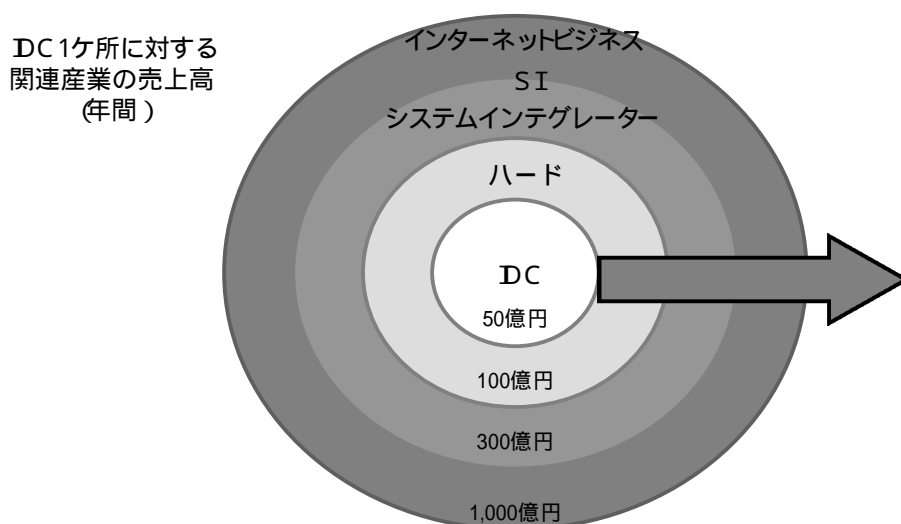 IDC1ケ所に対する
関連産業の売上高
(年間)
インターネットビジネス
SI
システムインテグレーター
ハード
IDC
50億円
100億円
300億円
1,000億円